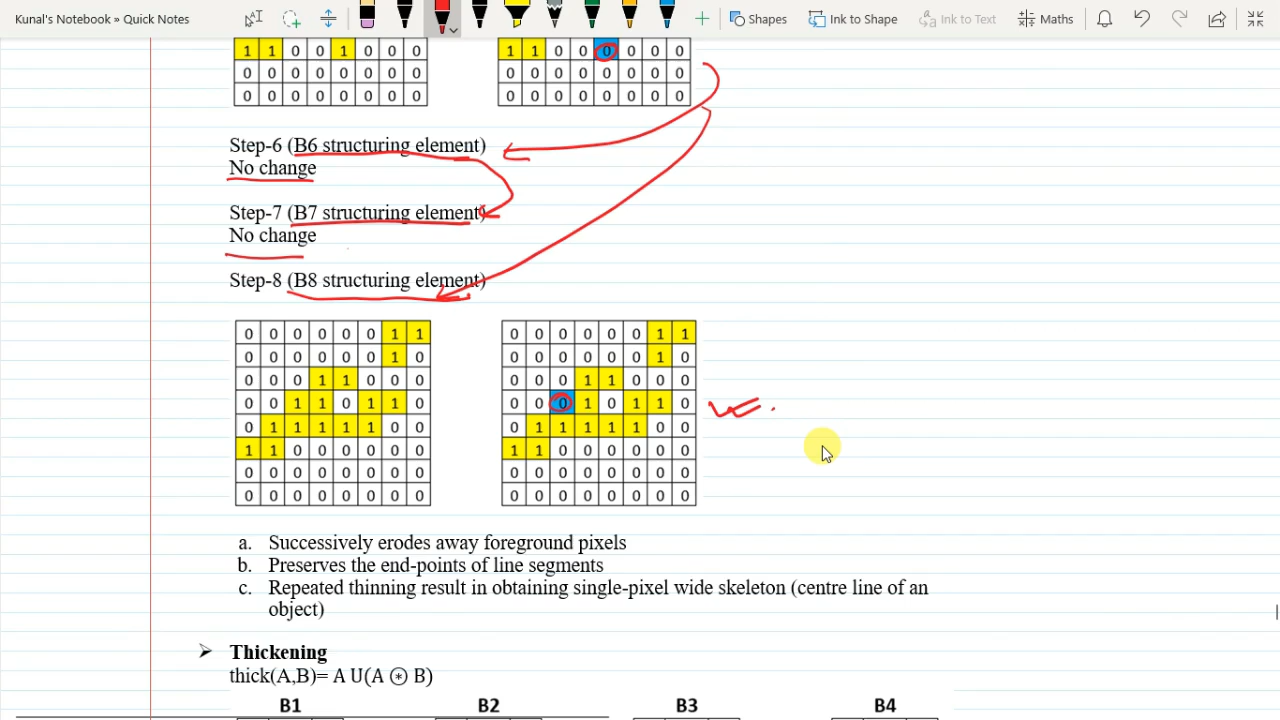 Kunal's Notebook » Quick Notes
Shapes
Ink to Shape
Ink to Text
Maths
1 1 0 0 1 0 0 0 1 1 0 0 0 0 0 0
0 0 0 0 0 0 0 0 0 0 0 0 0 0 0 0
0 0 0 0 0 0 0 0 0 0 0 0 0 0 0 0
Step-6 (B6 structuring element)
No change
Step-7 (B7 structuring element)
No change
Step-8 (B8 structuring element)
0 0 0 0 0 0 1 1 0 0 0 0 0 0 1 1
0 0 0 0 0 0 1 0 0 0 0 0 0 0 1 0
0 0 0 1 1 0 0 0 0 0 0 1 1 0 0 0
0 0 1 1 0 1 1 0 0 0 0 1 0 1 1 0
0 1 1 1 1 1 0 0 0 1 1 1 1 1 0 0
1 1 0 0 0 0 0 0 1 1 0 0 0 0 0 0
0 0 0 0 0 0 0 0 0 0 0 0 0 0 0 0
0 0 0 0 0 0 0 0 0 0 0 0 0 0 0 0
a. Successively erodes away foreground pixels
b. Preserves the end-points of line segments
c. Repeated thinning result in obtaining single-pixel wide skeleton (centre line of an
object)
➢ Thickening
thick(A,B)= A U(A ⊛ B)
B1 B2 B3 B4